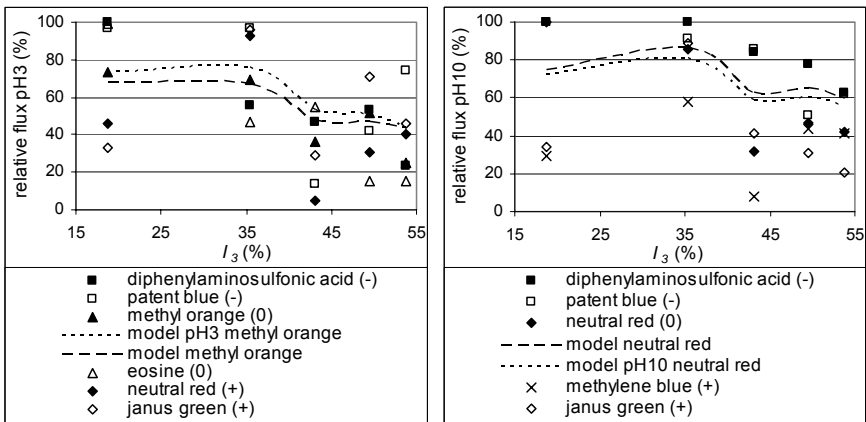 relative flux pH3 (%)
100
80
60
40
20
0
15
25
35
45
55
I3 (%)
diphenylaminosulfonic acid (-)
patent blue (-)
methyl orange (0)
model pH3 methyl orange
model methyl orange
eosine (0)
neutral red (+)
janus green (+)
relative flux pH10 (%)
100
80
60
40
20
0
15
25
35
45
55
I3 (%)
diphenylaminosulfonic acid (-)
patent blue (-)
neutral red (0)
model neutral red
model pH10 neutral red
methylene blue (+)
janus green (+)